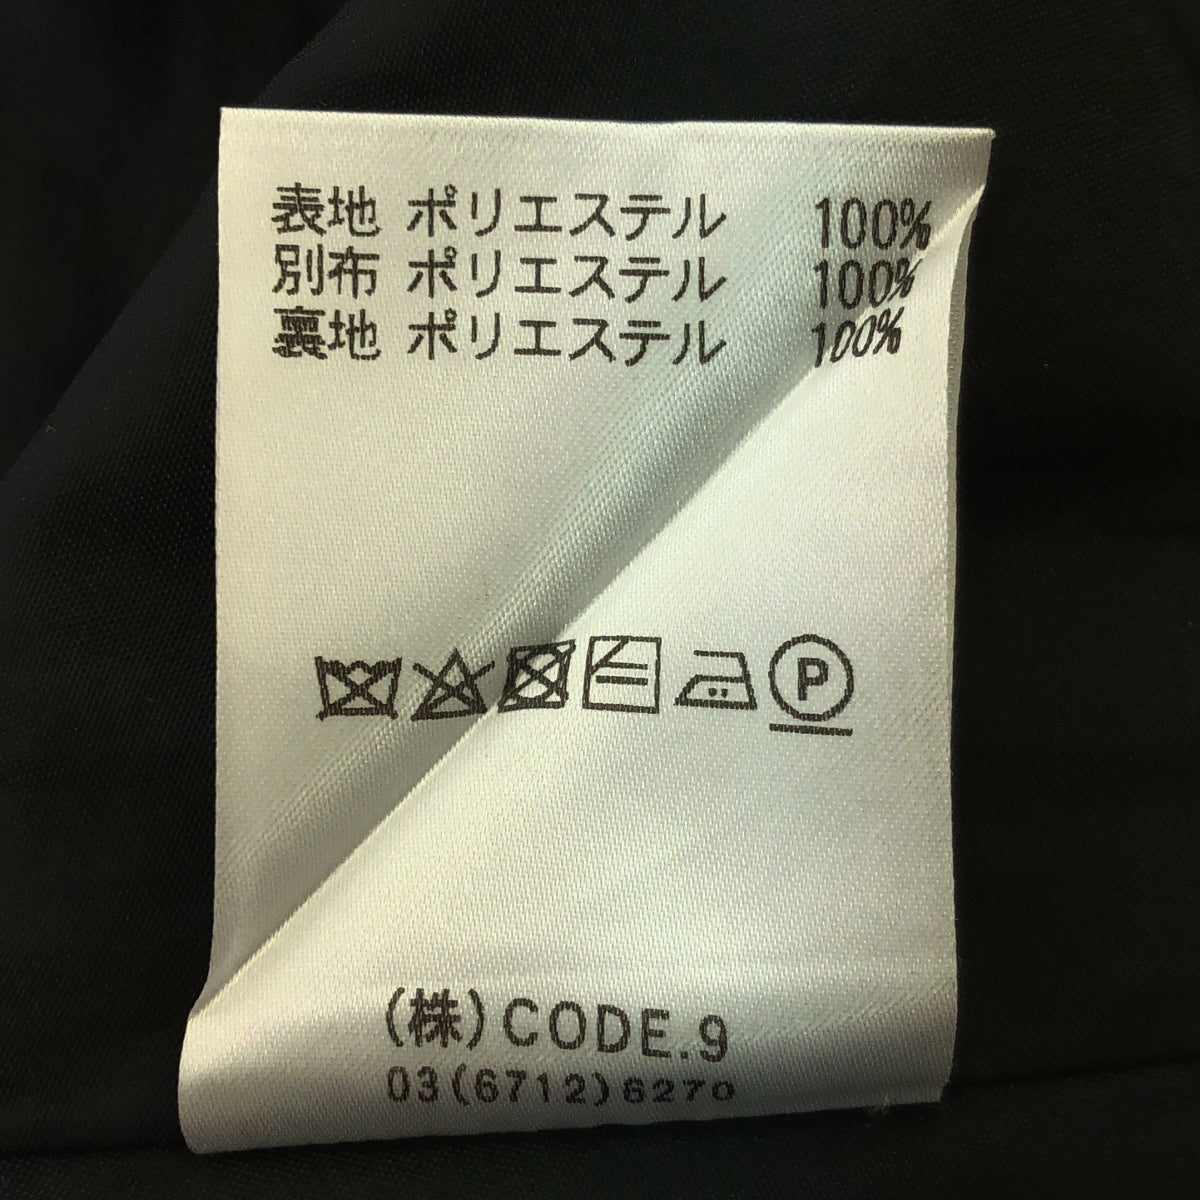 表地 ポリエステル 100%
別布 ポリエステル 100%
裏地 ポリエステル 100%
P
(株)CODE.9
03(6712)6270